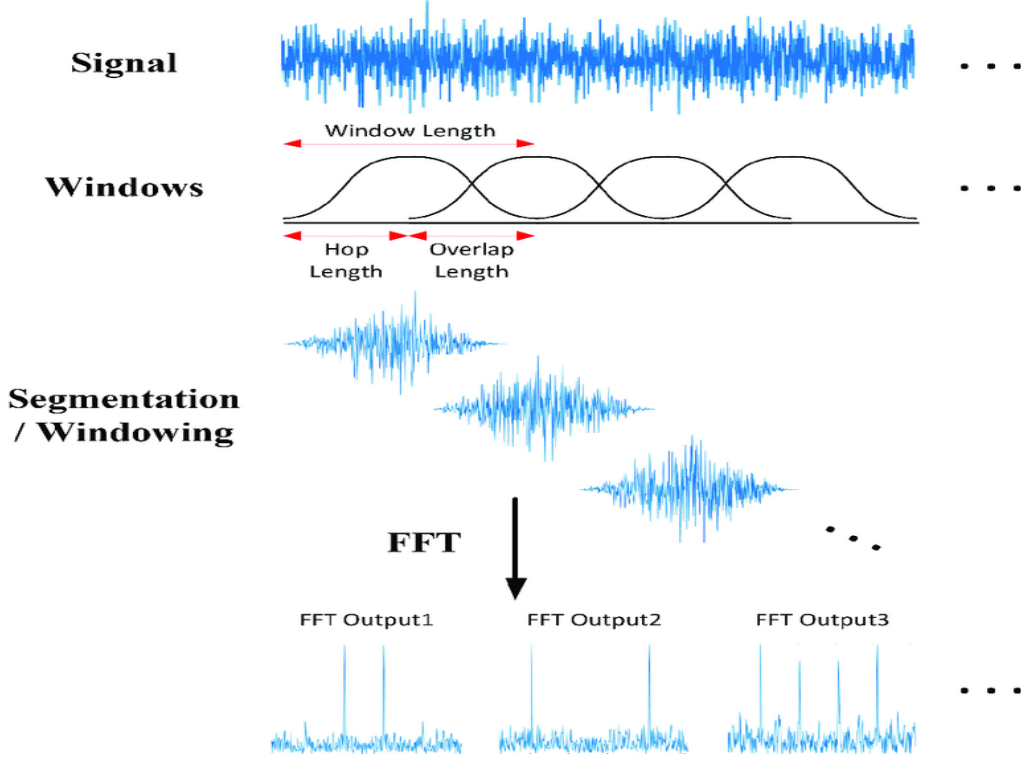 Signal
Window Length
Windows
Hop
Length
Overlap
Length
Segmentation
/ Windowing
FFT
FFT Output1
FFT Output2
FFT Output3